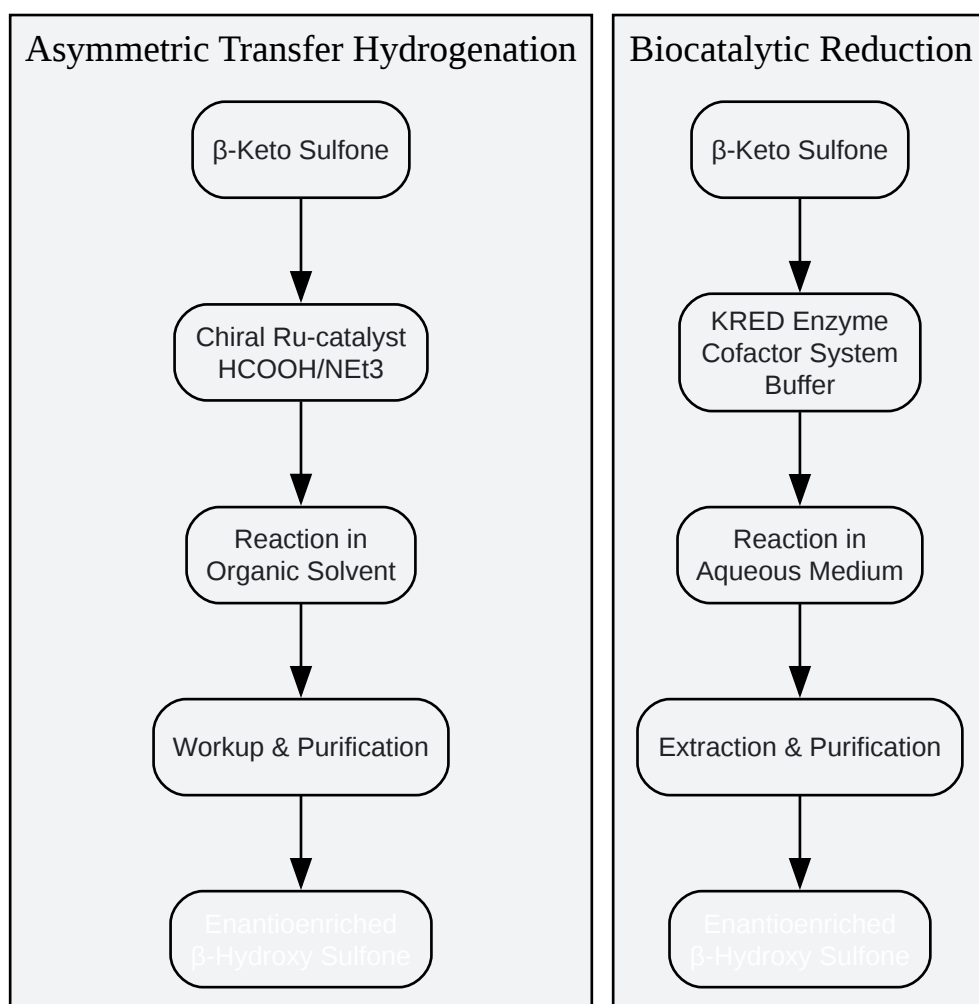 Asymmetric Transfer Hydrogenation
β-Keto Sulfone
Chiral Ru-catalyst
HCOOH/NEt3
Reaction in
Organic Solvent
Workup & Purification
Enantioenriched
β-Hydroxy Sulfone
Biocatalytic Reduction
β-Keto Sulfone
KRED Enzyme
Cofactor System
Buffer
Reaction in
Aqueous Medium
Extraction & Purification
Enantioenriched
β-Hydroxy Sulfone